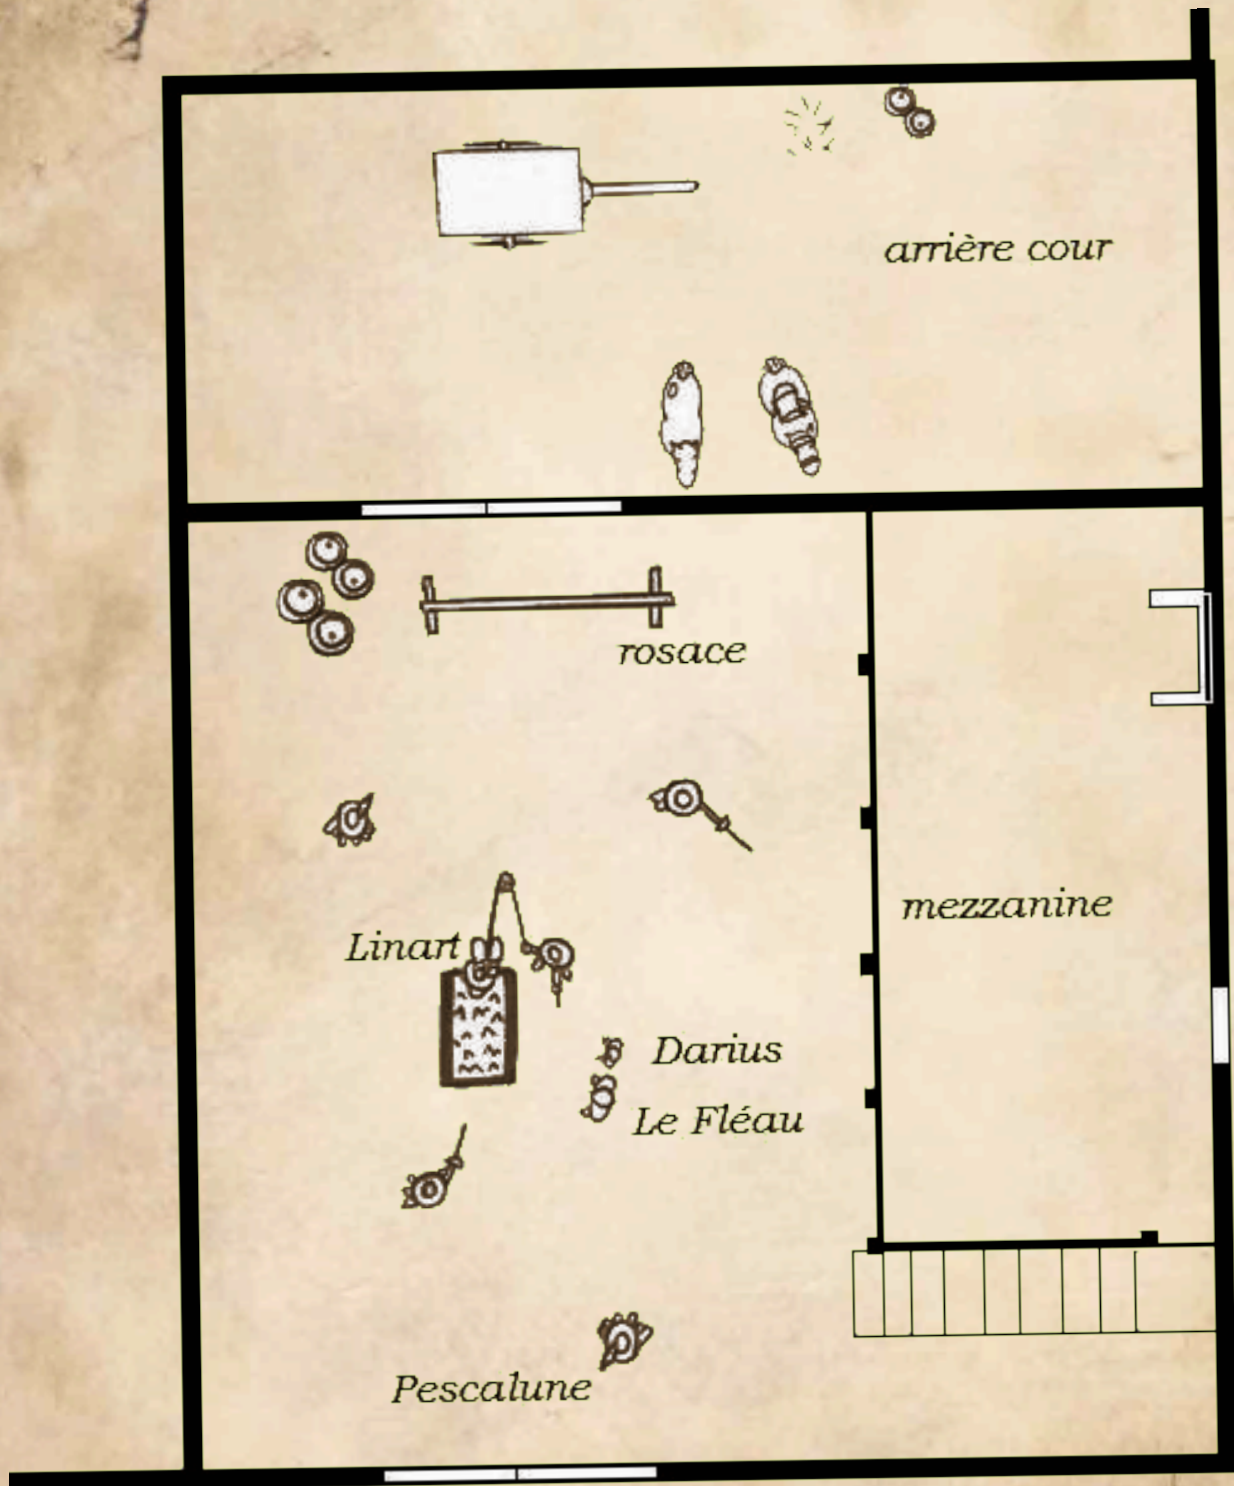 arrière cour
rosace
mezzanine
Linart
Darius
Le Fléau
Pescalune